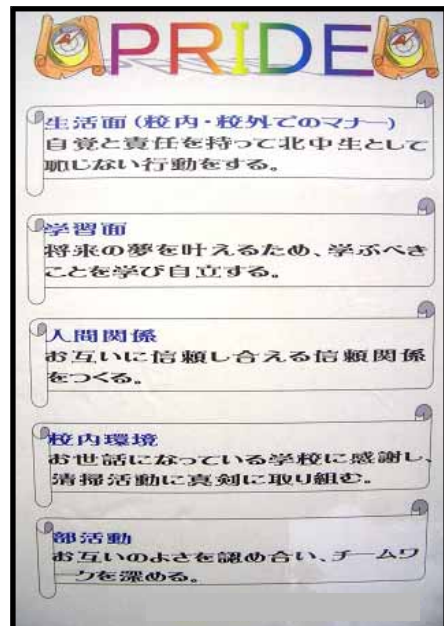 PRIDE
生活面(校内・校外でのマナー)
自覚と責任を持って北中生として
恥じない行動をする。
学習面
将来の夢を叶えるため、学ぶべき
ことを学び自立する。
人間関係
お互いに信頼し合える信頼関係
をつくる。
校内環境
お世話になっている学校に感謝し、
清掃活動に真剣に取り組む。
部活動
お互いのよさを認め合い、チームワ
ークを深める。